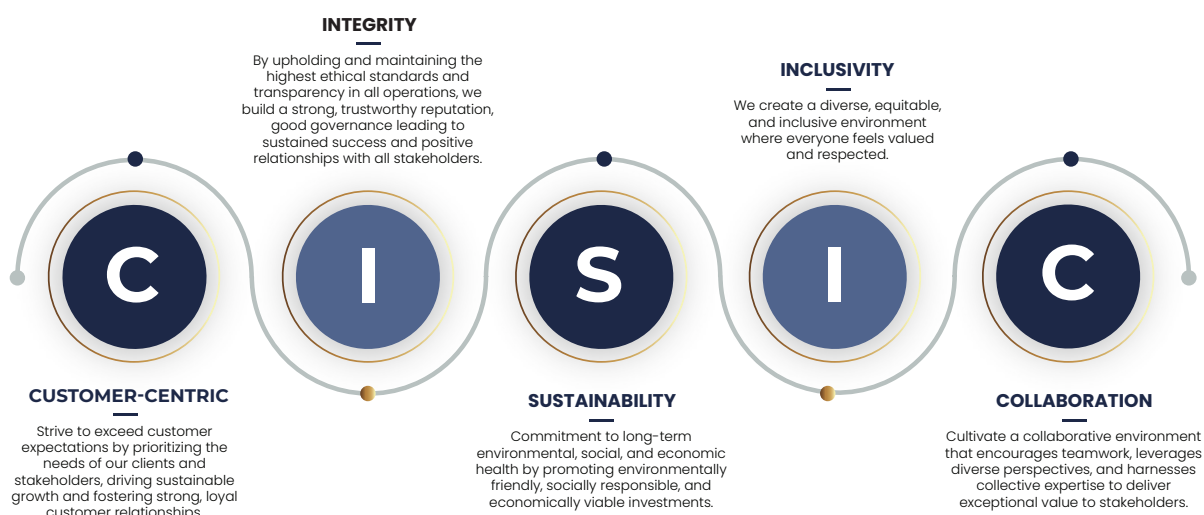 INTEGRITY
By upholding and maintaining the
highest ethical standards and
transparency in all operations, we
build a strong, trustworthy reputation,
good governance leading to
sustained success and positive
relationships with all stakeholders.
INCLUSIVITY
We create a diverse, equitable,
and inclusive environment
where everyone feels valued
and respected.
C
I
S
I
C
CUSTOMER-CENTRIC
Strive to exceed customer
expectations by prioritizing the
needs of our clients and
stakeholders, driving sustainable
growth and fostering strong, loyal
customer relationships.
SUSTAINABILITY
Commitment to long-term
environmental, social, and economic
health by promoting environmentally
friendly, socially responsible, and
economically viable investments.
COLLABORATION
Cultivate a collaborative environment
that encourages teamwork, leverages
diverse perspectives, and harnesses
collective expertise to deliver
exceptional value to stakeholders.